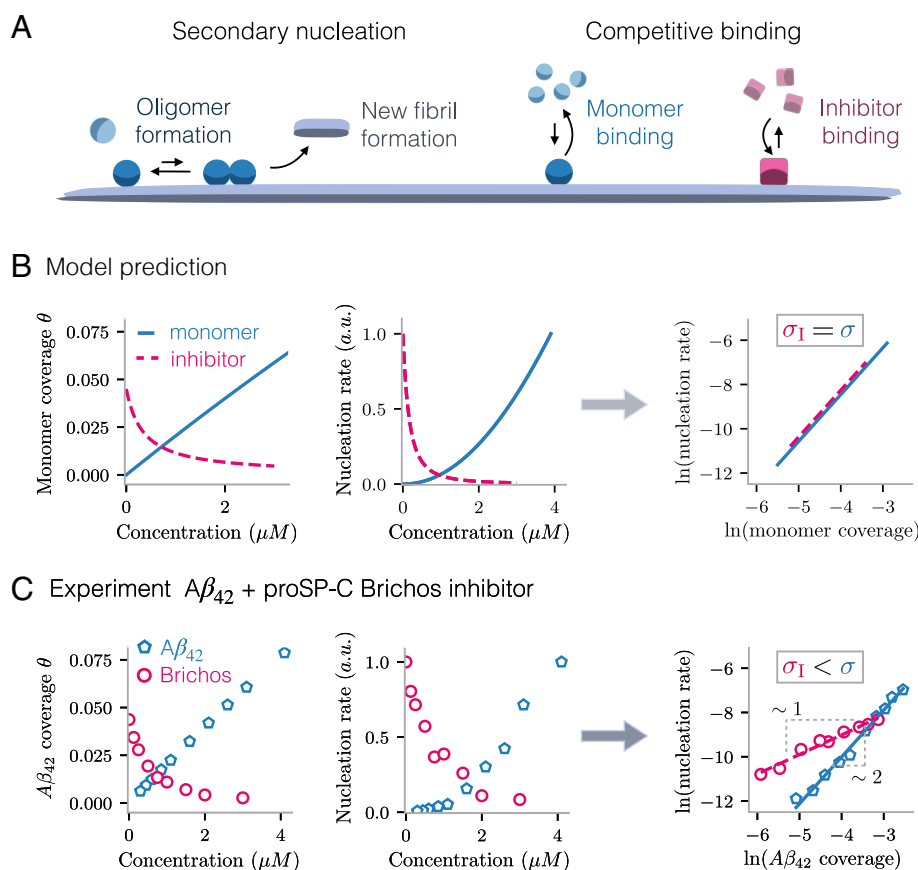 A
Secondary nucleation
Competitive binding
Oligomer
formation
New fibril
formation
Monomer
binding
Inhibitor
binding
B Model prediction
Monomer coverage θ
0.075
0.050
0.025
0.000
monomer
inhibitor
0
2
Concentration (μM)
Nucleation rate (a.u.)
1.0
0.5
0.0
0
2
4
Concentration (μM)
ln(nucleation rate)
−6
−8
−10
−12
σI = σ
−6
−5
−4
−3
ln(monomer coverage)
C Experiment Aβ42 + proSP-C Brichos inhibitor
Aβ42 coverage θ
0.075
0.050
0.025
0.000
Aβ42
Brichos
0
2
4
Concentration (μM)
Nucleation rate (a.u.)
1.0
0.5
0.0
0
2
4
Concentration (μM)
ln(nucleation rate)
−6
−8
−10
−12
σI < σ
∼ 1
∼ 2
−6
−5
−4
−3
ln(Aβ42 coverage)